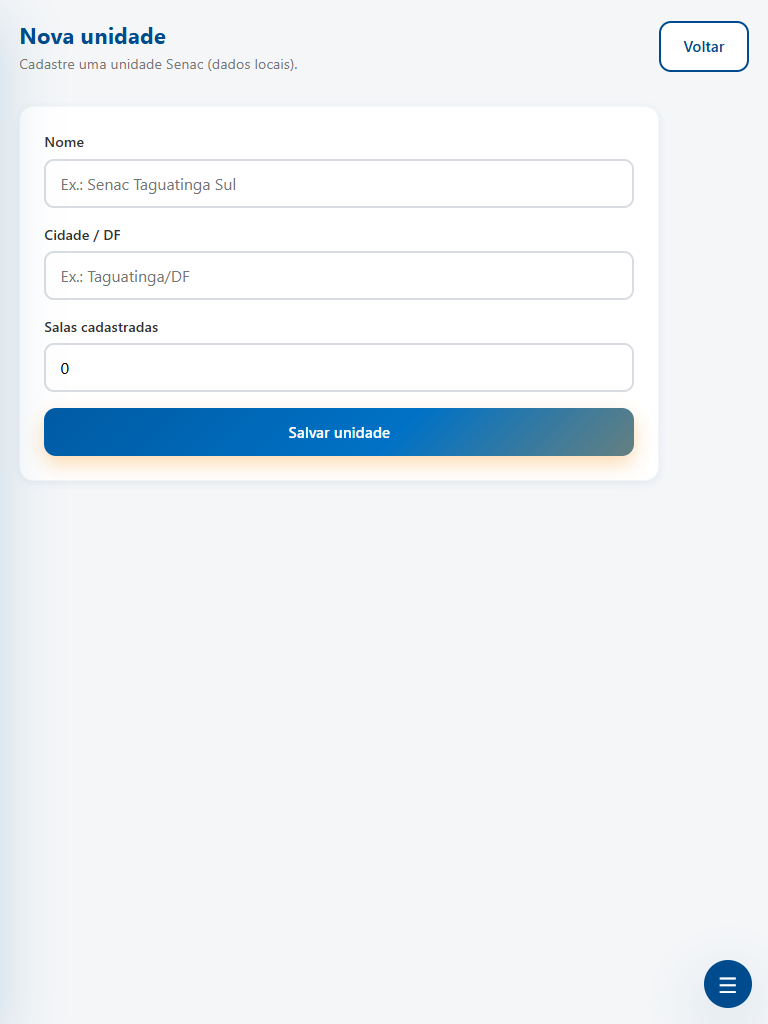 Nova unidade
Voltar
Cadastre uma unidade Senac (dados locais).
Nome
Ex.: Senac Taguatinga Sul
Cidade / DF
Ex.: Taguatinga/DF
Salas cadastradas
0
Salvar unidade